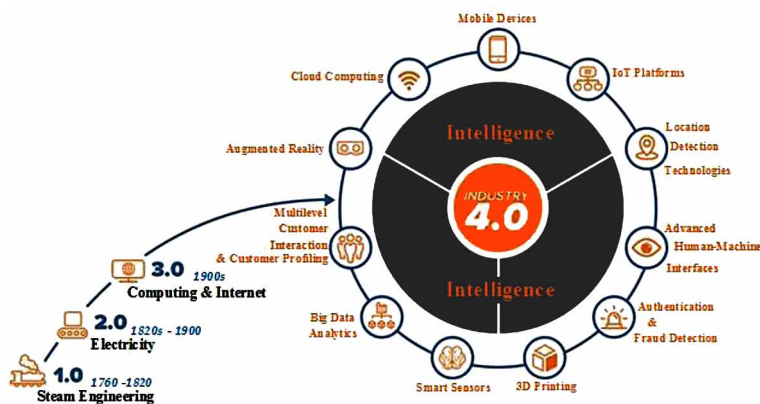 Mobile Devices
Cloud Computing
IoT Platforms
Intelligence
Location
Detection
Technologies
Augmented Reality
INDUSTRY
4.0
Multilevel
Customer
Interaction
& Customer Profiling
Advanced
Human-Machine
Interfaces
3.0 1900s
Computing & Internet
Intelligence
Big Data
Analytics
Authentication
&
Fraud Detection
2.0 1820s - 1900
Electricity
1.0 1760 -1820
Steam Engineering
Smart Sensors
3D Printing